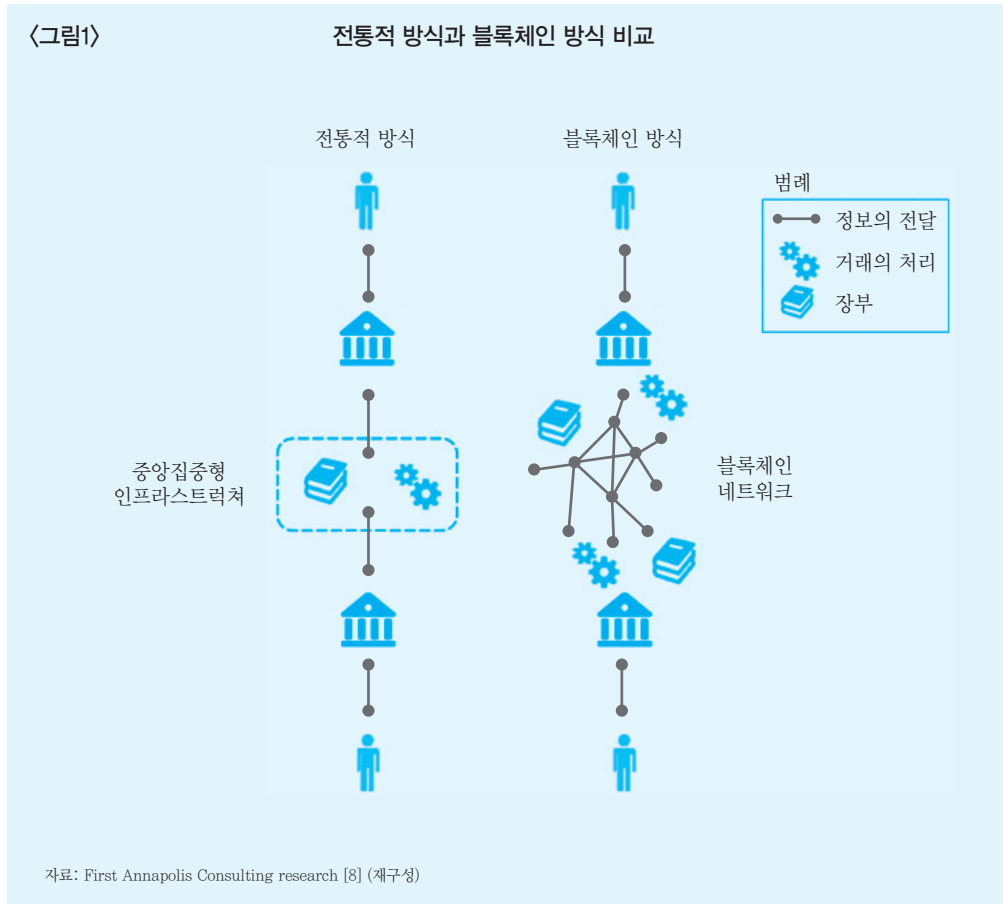 〈그림1〉 전통적 방식과 블록체인 방식 비교
전통적 방식
블록체인 방식
범례
정보의 전달
거래의 처리
장부
중앙집중형
인프라스트럭쳐
블록체인
네트워크
자료: First Annapolis Consulting research [8] (재구성)